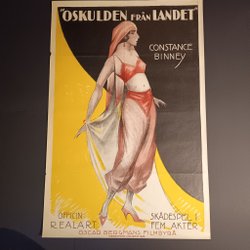 "OSKULDEN FRÅN LANDET"
CONSTANCE
BINNEY
OFFICIN
REALART
SKÅDESPEL I
FEM AKTER
OSCAR BERGMANS FILMBYRÅ